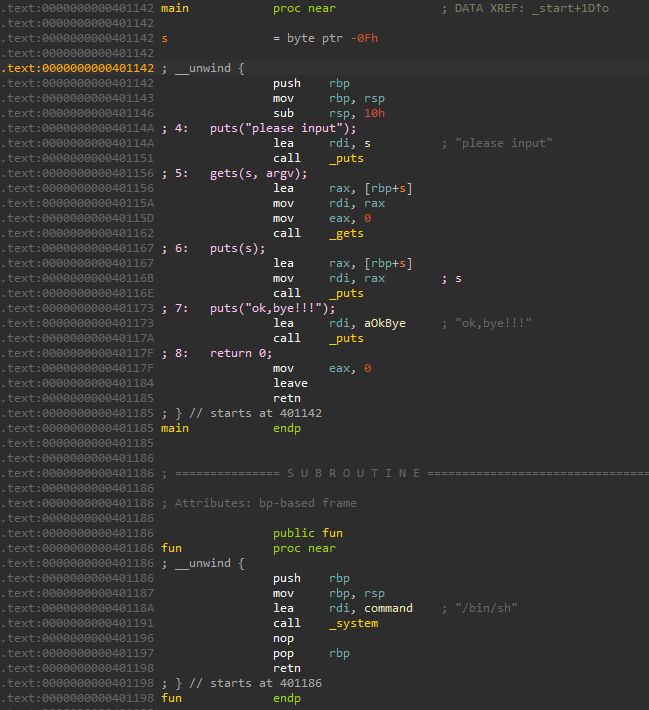 .text:0000000000401142 main proc near ; DATA XREF: _start+1D↑o
.text:0000000000401142
.text:0000000000401142 s = byte ptr -0Fh
.text:0000000000401142
.text:0000000000401142 ; __unwind {
.text:0000000000401142 push rbp
.text:0000000000401143 mov rbp, rsp
.text:0000000000401146 sub rsp, 10h
.text:000000000040114A ; 4: puts("please input");
.text:000000000040114A lea rdi, s ; "please input"
.text:0000000000401151 call _puts
.text:0000000000401156 ; 5: gets(s, argv);
.text:0000000000401156 lea rax, [rbp+s]
.text:000000000040115A mov rdi, rax
.text:000000000040115D mov eax, 0
.text:0000000000401162 call _gets
.text:0000000000401167 ; 6: puts(s);
.text:0000000000401167 lea rax, [rbp+s]
.text:000000000040116B mov rdi, rax ; s
.text:000000000040116E call _puts
.text:0000000000401173 ; 7: puts("ok,bye!!!");
.text:0000000000401173 lea rdi, aOkBye ; "ok,bye!!!"
.text:000000000040117A call _puts
.text:000000000040117F ; 8: return 0;
.text:000000000040117F mov eax, 0
.text:0000000000401184 leave
.text:0000000000401185 retn
.text:0000000000401185 ; } // starts at 401142
.text:0000000000401185 main endp
.text:0000000000401185
.text:0000000000401186
.text:0000000000401186 ; =============== S U B R O U T I N E ================================
.text:0000000000401186
.text:0000000000401186 ; Attributes: bp-based frame
.text:0000000000401186
.text:0000000000401186 public fun
.text:0000000000401186 fun proc near
.text:0000000000401186 ; __unwind {
.text:0000000000401186 push rbp
.text:0000000000401187 mov rbp, rsp
.text:000000000040118A lea rdi, command ; "/bin/sh"
.text:0000000000401191 call _system
.text:0000000000401196 nop
.text:0000000000401197 pop rbp
.text:0000000000401198 retn
.text:0000000000401198 ; } // starts at 401186
.text:0000000000401198 fun endp